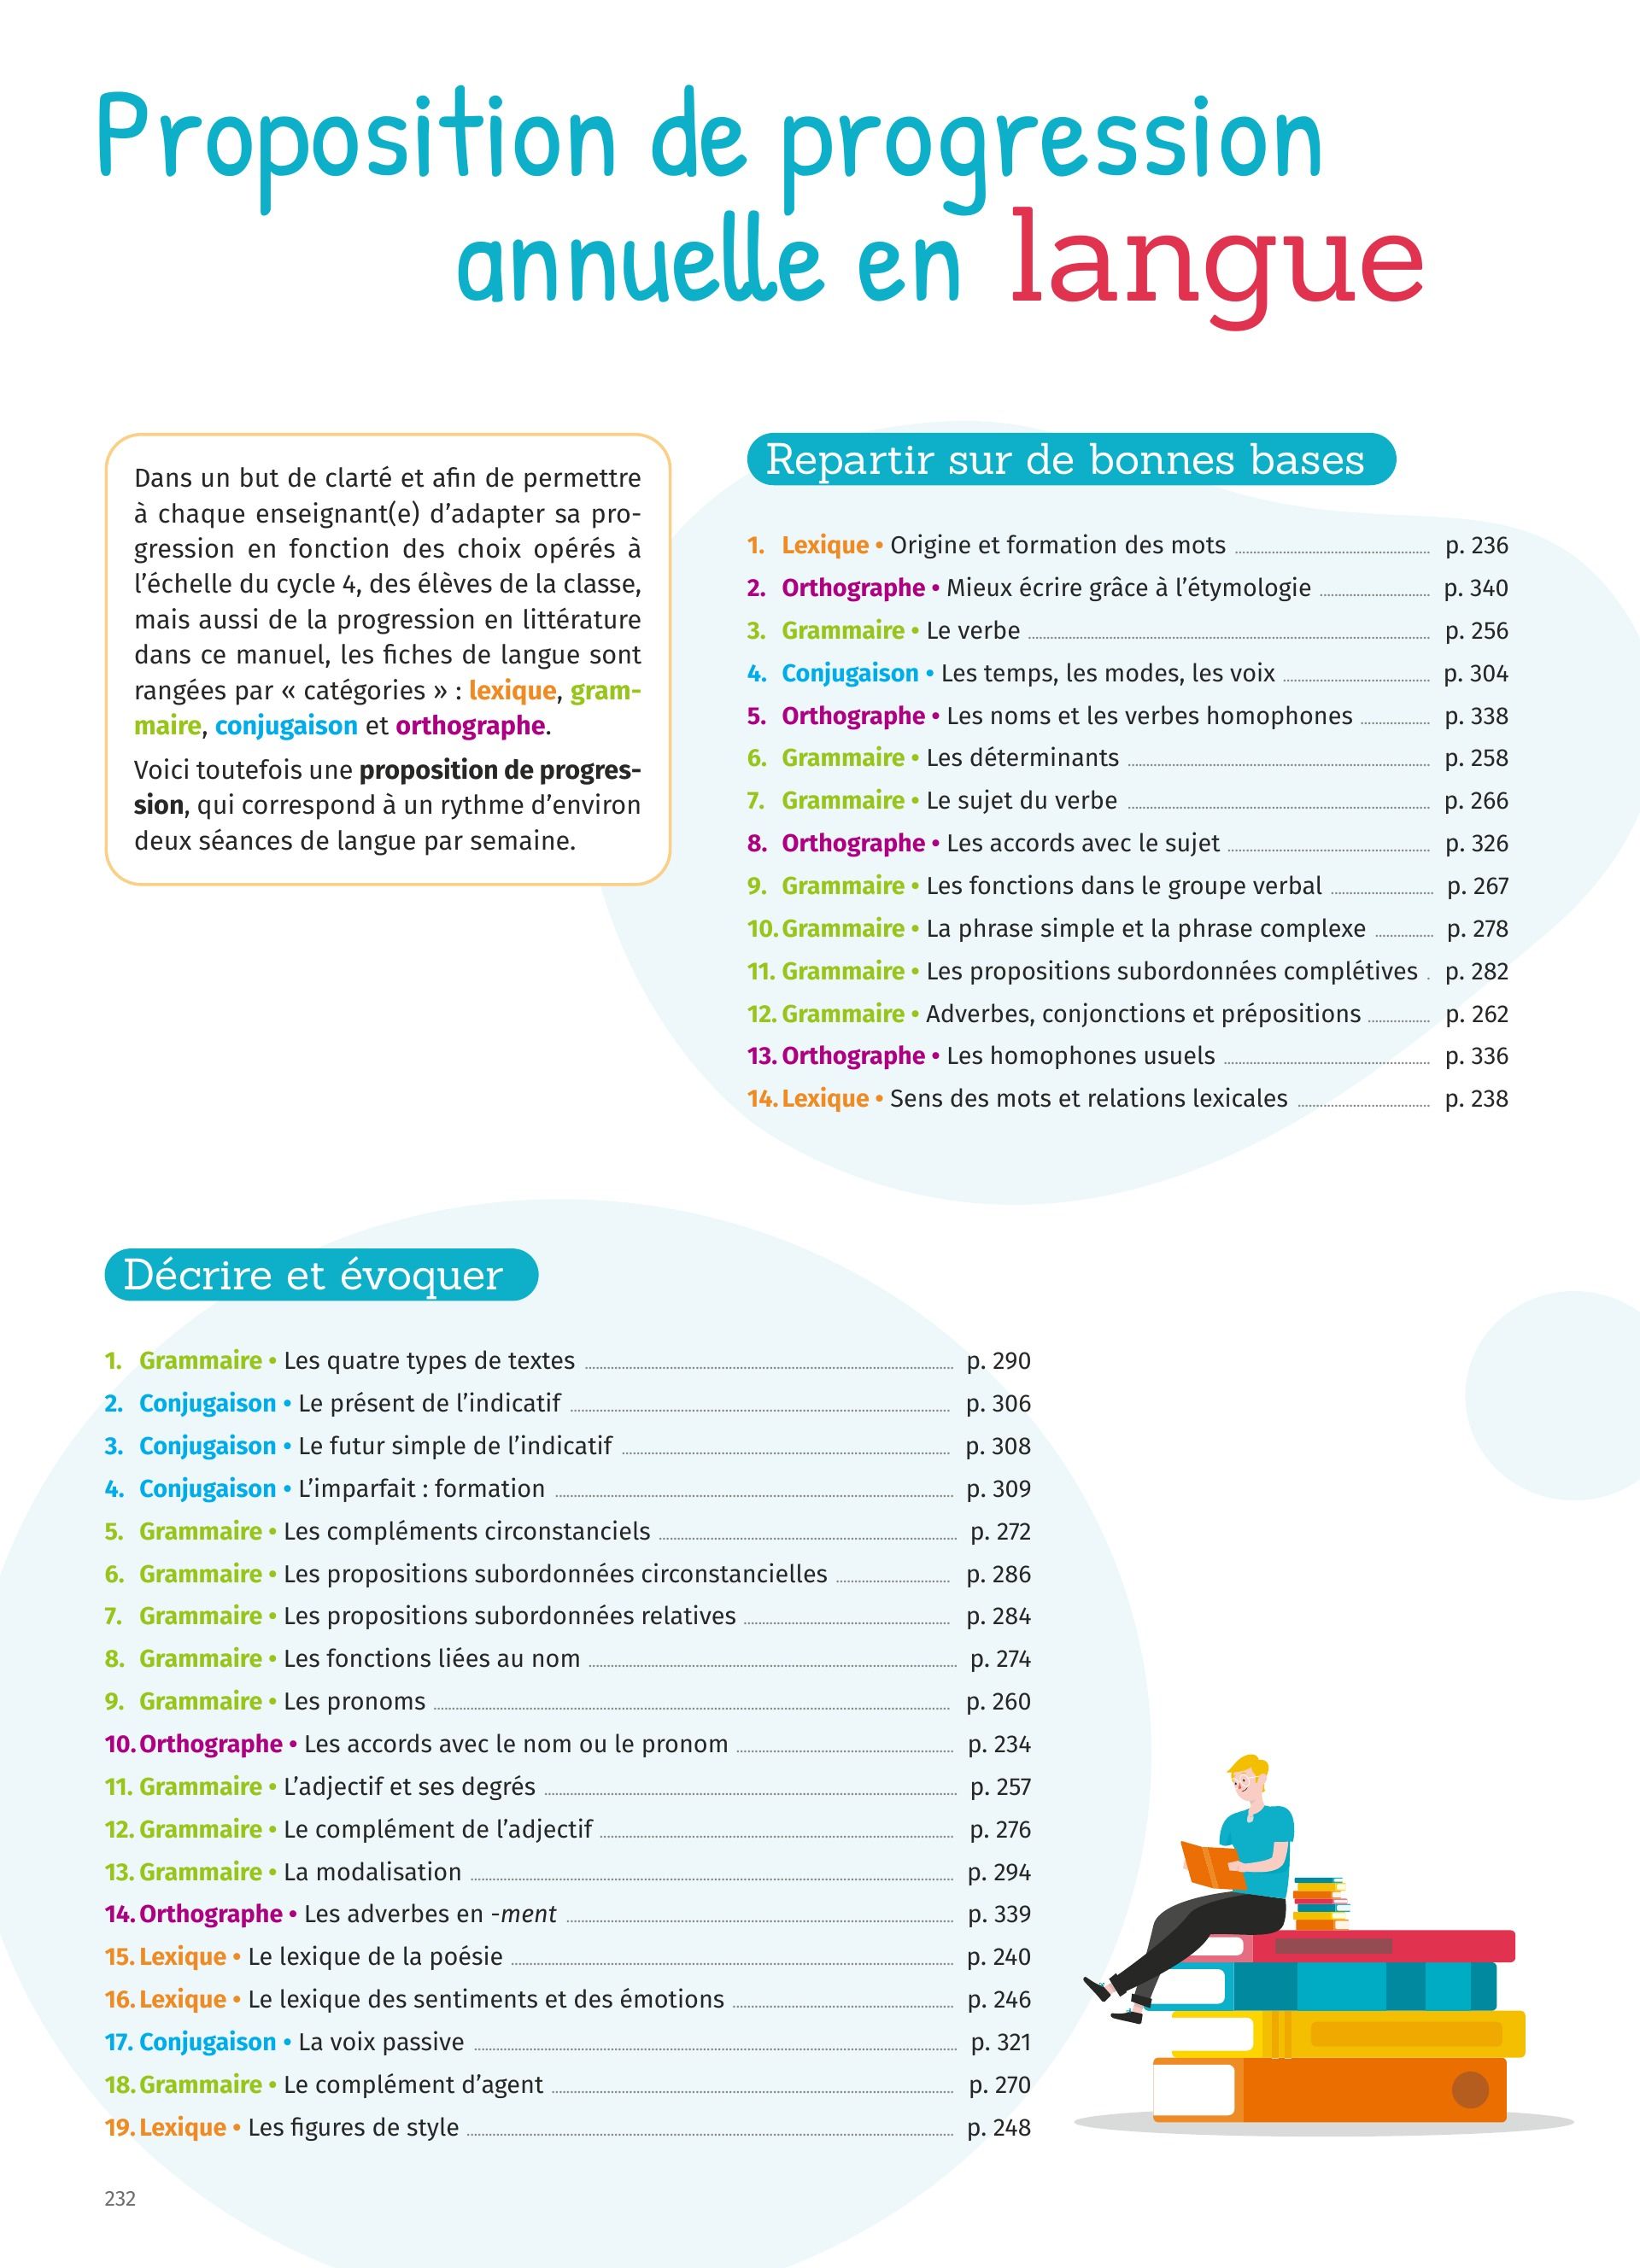 Proposition de progression
annuelle en langue
Dans un but de clarté et afin de permettre
à chaque enseignant(e) d’adapter sa pro-
gression en fonction des choix opérés à
l’échelle du cycle 4, des élèves de la classe,
mais aussi de la progression en littérature
dans ce manuel, les fiches de langue sont
rangées par « catégories » : lexique, gram-
maire, conjugaison et orthographe.
Voici toutefois une proposition de progres-
sion, qui correspond à un rythme d’environ
deux séances de langue par semaine.
Repartir sur de bonnes bases
1. Lexique • Origine et formation des mots p. 236
2. Orthographe • Mieux écrire grâce à l’étymologie p. 340
3. Grammaire • Le verbe p. 256
4. Conjugaison • Les temps, les modes, les voix p. 304
5. Orthographe • Les noms et les verbes homophones p. 338
6. Grammaire • Les déterminants p. 258
7. Grammaire • Le sujet du verbe p. 266
8. Orthographe • Les accords avec le sujet p. 326
9. Grammaire • Les fonctions dans le groupe verbal p. 267
10. Grammaire • La phrase simple et la phrase complexe p. 278
11. Grammaire • Les propositions subordonnées complétives . p. 282
12. Grammaire • Adverbes, conjonctions et prépositions p. 262
13. Orthographe • Les homophones usuels p. 336
14. Lexique • Sens des mots et relations lexicales p. 238
Décrire et évoquer
1. Grammaire • Les quatre types de textes p. 290
2. Conjugaison • Le présent de l’indicatif p. 306
3. Conjugaison • Le futur simple de l’indicatif p. 308
4. Conjugaison • L’imparfait : formation p. 309
5. Grammaire • Les compléments circonstanciels p. 272
6. Grammaire • Les propositions subordonnées circonstancielles p. 286
7. Grammaire • Les propositions subordonnées relatives p. 284
8. Grammaire • Les fonctions liées au nom p. 274
9. Grammaire • Les pronoms p. 260
10. Orthographe • Les accords avec le nom ou le pronom p. 234
11. Grammaire • L’adjectif et ses degrés p. 257
12. Grammaire • Le complément de l’adjectif p. 276
13. Grammaire • La modalisation p. 294
14. Orthographe • Les adverbes en -ment p. 339
15. Lexique • Le lexique de la poésie p. 240
16. Lexique • Le lexique des sentiments et des émotions p. 246
17. Conjugaison • La voix passive p. 321
18. Grammaire • Le complément d’agent p. 270
19. Lexique • Les figures de style p. 248
232